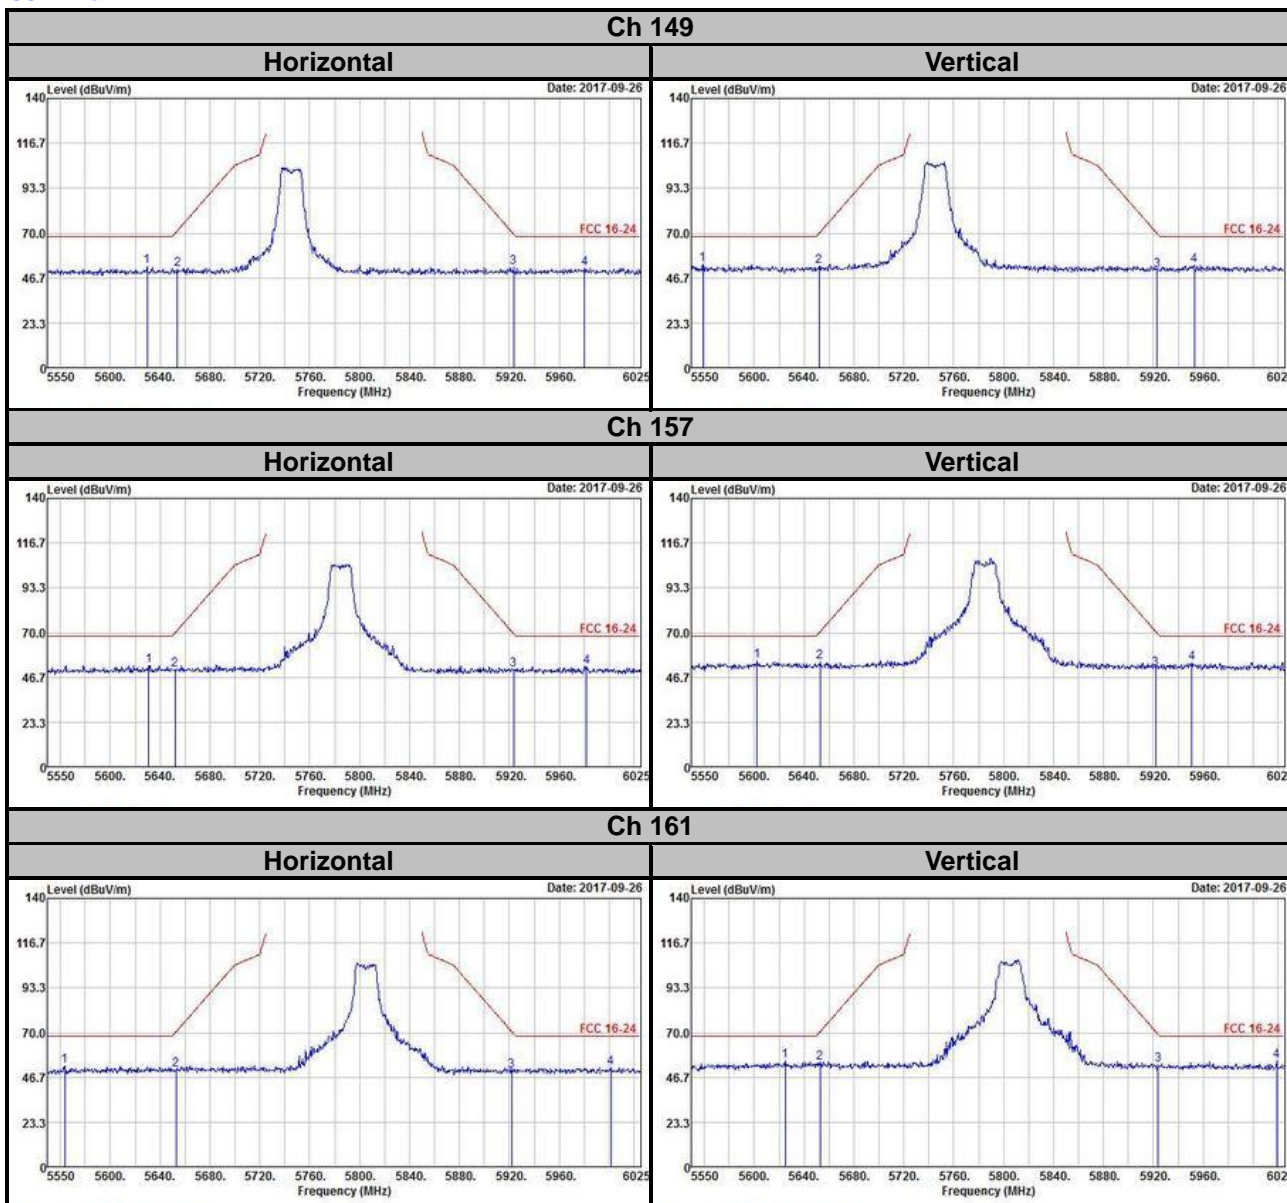 Ch 149
Horizontal Vertical
Level (dBuV/m) Date: 2017-09-26 Level (dBuV/m) Date: 2017-09-26
140 140
116.7 116.7
93.3 93.3
70.0 FCC 16-24 70.0 FCC 16-24
1 2 3 4 1 2 3 4
46.7 46.7
23.3 23.3
0 0
5550 5600. 5640. 5680. 5720. 5760. 5800. 5840. 5880. 5920. 5960. 6025 5550 5600. 5640. 5680. 5720. 5760. 5800. 5840. 5880. 5920. 5960. 602
Frequency (MHz) Frequency (MHz)
Ch 157
Horizontal Vertical
Level (dBuV/m) Date: 2017-09-26 Level (dBuV/m) Date: 2017-09-26
140 140
116.7 116.7
93.3 93.3
70.0 FCC 16-24 70.0 FCC 16-24
1 2 3 4 1 2 3 4
46.7 46.7
23.3 23.3
0 0
5550 5600. 5640. 5680. 5720. 5760. 5800. 5840. 5880. 5920. 5960. 6025 5550 5600. 5640. 5680. 5720. 5760. 5800. 5840. 5880. 5920. 5960. 602
Frequency (MHz) Frequency (MHz)
Ch 161
Horizontal Vertical
Level (dBuV/m) Date: 2017-09-26 Level (dBuV/m) Date: 2017-09-26
140 140
116.7 116.7
93.3 93.3
70.0 FCC 16-24 70.0 FCC 16-24
1 2 3 4 1 2 3 4
46.7 46.7
23.3 23.3
0 0
5550 5600. 5640. 5680. 5720. 5760. 5800. 5840. 5880. 5920. 5960. 6025 5550 5600. 5640. 5680. 5720. 5760. 5800. 5840. 5880. 5920. 5960. 602
Frequency (MHz) Frequency (MHz)